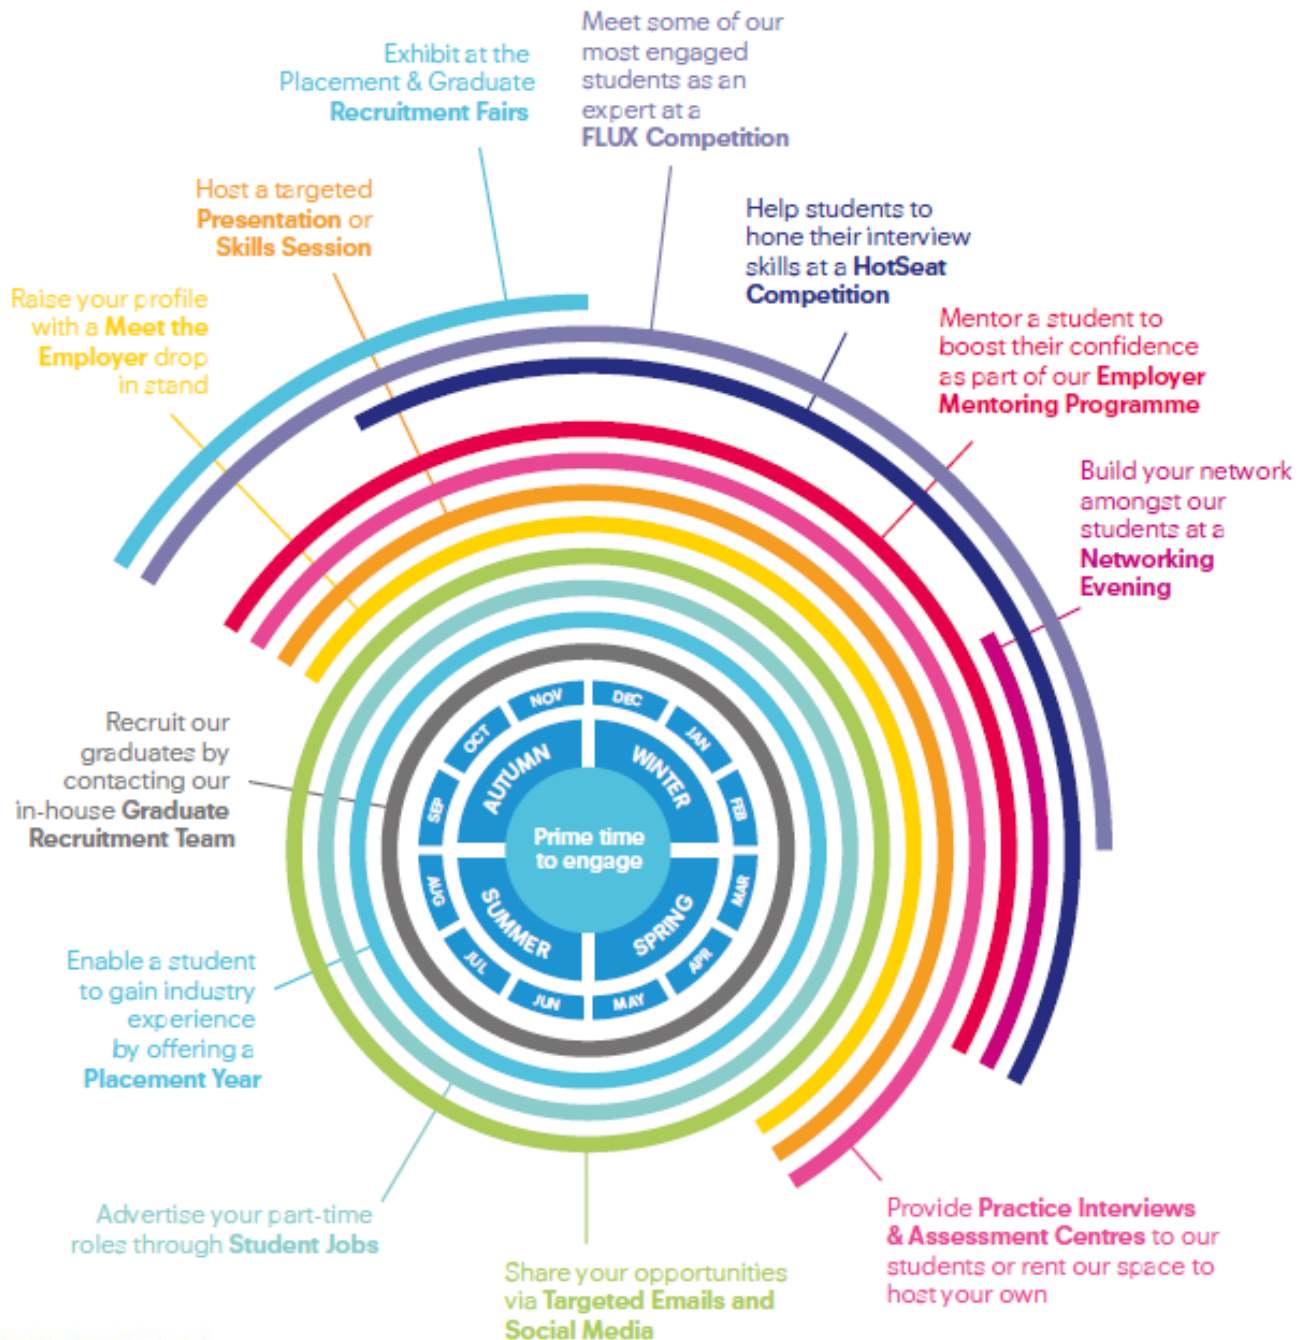 Meet some of our
most engaged
students as an
expert at a
FLUX Competition
Exhibit at the
Placement & Graduate
Recruitment Fairs
Host a targeted
Presentation or
Skills Session
Help students to
hone their interview
skills at a HotSeat
Competition
Raise your profile
with a Meet the
Employer drop
in stand
Mentor a student to
boost their confidence
as part of our Employer
Mentoring Programme
Build your network
amongst our
students at a
Networking
Evening
Recruit our
graduates by
contacting our
in-house Graduate
Recruitment Team
NOV
DEC
OCT
JAN
SEP
FEB
AUTUMN
WINTER
Prime time
to engage
AUG
MAR
SUMMER
SPRING
JUL
APR
JUN
MAY
Enable a student
to gain industry
experience
by offering a
Placement Year
Advertise your part-time
roles through Student Jobs
Share your opportunities
via Targeted Emails and
Social Media
Provide Practice Interviews
& Assessment Centres to our
students or rent our space to
host your own